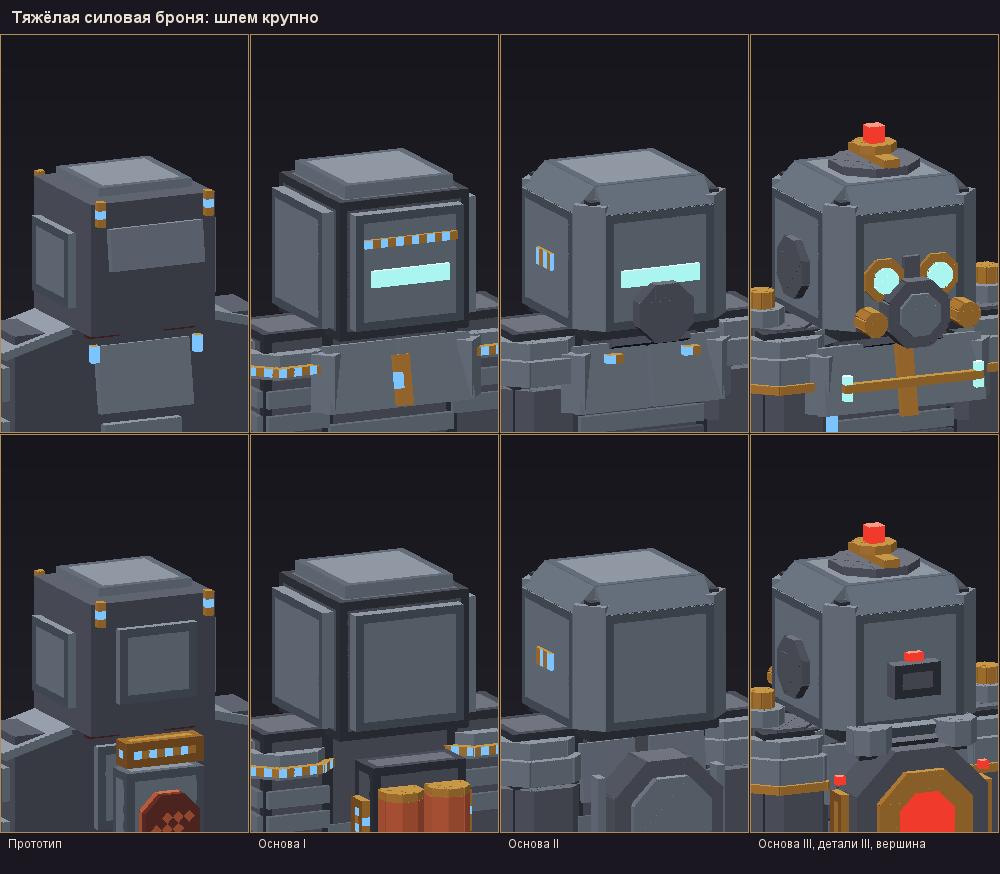 Тяжёлая силовая броня: шлем крупно
Прототип
Основа I
Основа II
Основа III, детали III, вершина